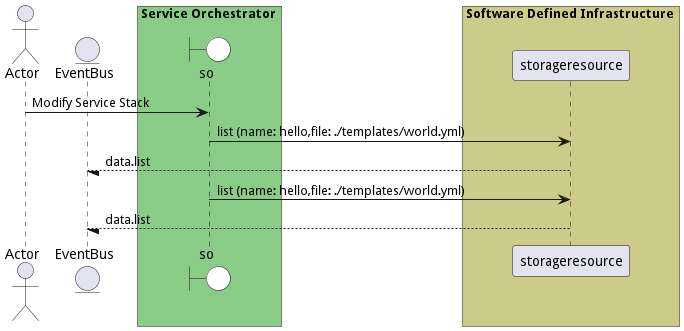 Service Orchestrator
Software Defined Infrastructure
Actor
EventBus
so
storageresource
Modify Service Stack
list (name: hello,file: ./templates/world.yml)
data.list
list (name: hello,file: ./templates/world.yml)
data.list
Actor
EventBus
so
storageresource